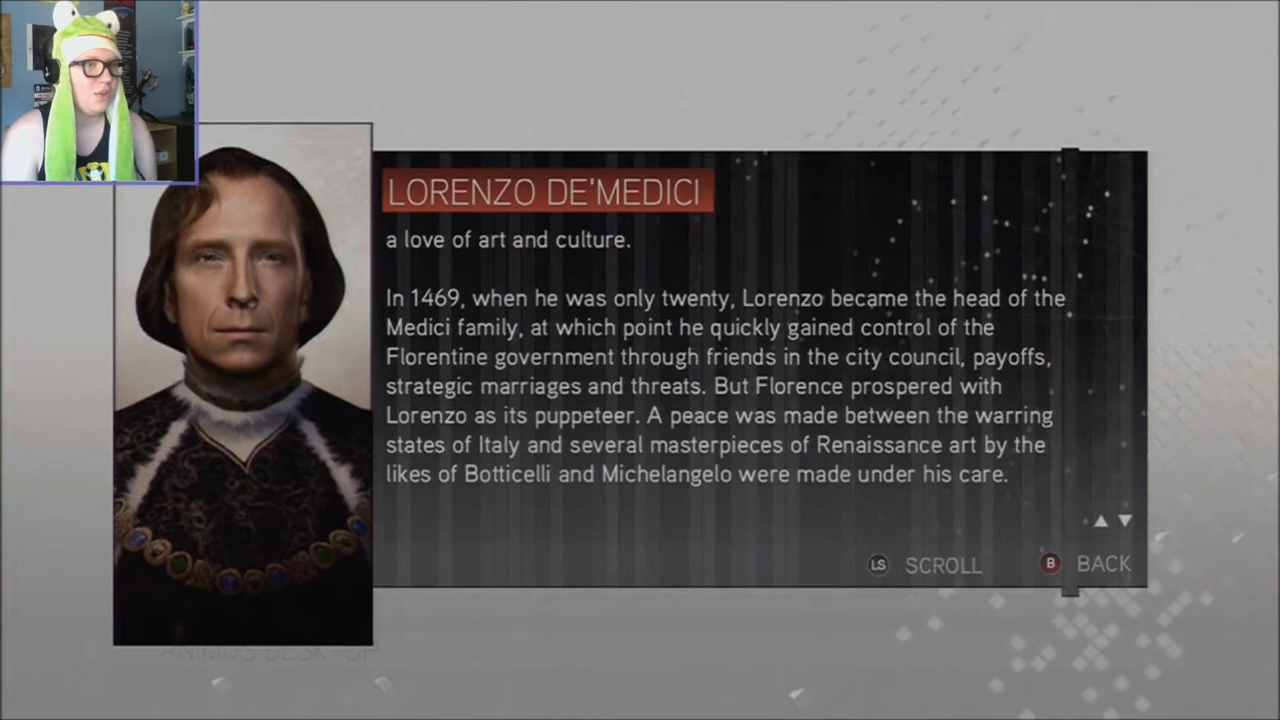 LORENZO DE'MEDICI
a love of art and culture.
In 1469, when he was only twenty, Lorenzo became the head of the
Medici family, at which point he quickly gained control of the
Florentine government through friends in the city council, payoffs,
strategic marriages and threats. But Florence prospered with
Lorenzo as its puppeteer. A peace was made between the warring
states of Italy and several masterpieces of Renaissance art by the
likes of Botticelli and Michelangelo were made under his care.
LS SCROLL B BACK
ANIMUS DESKTOP